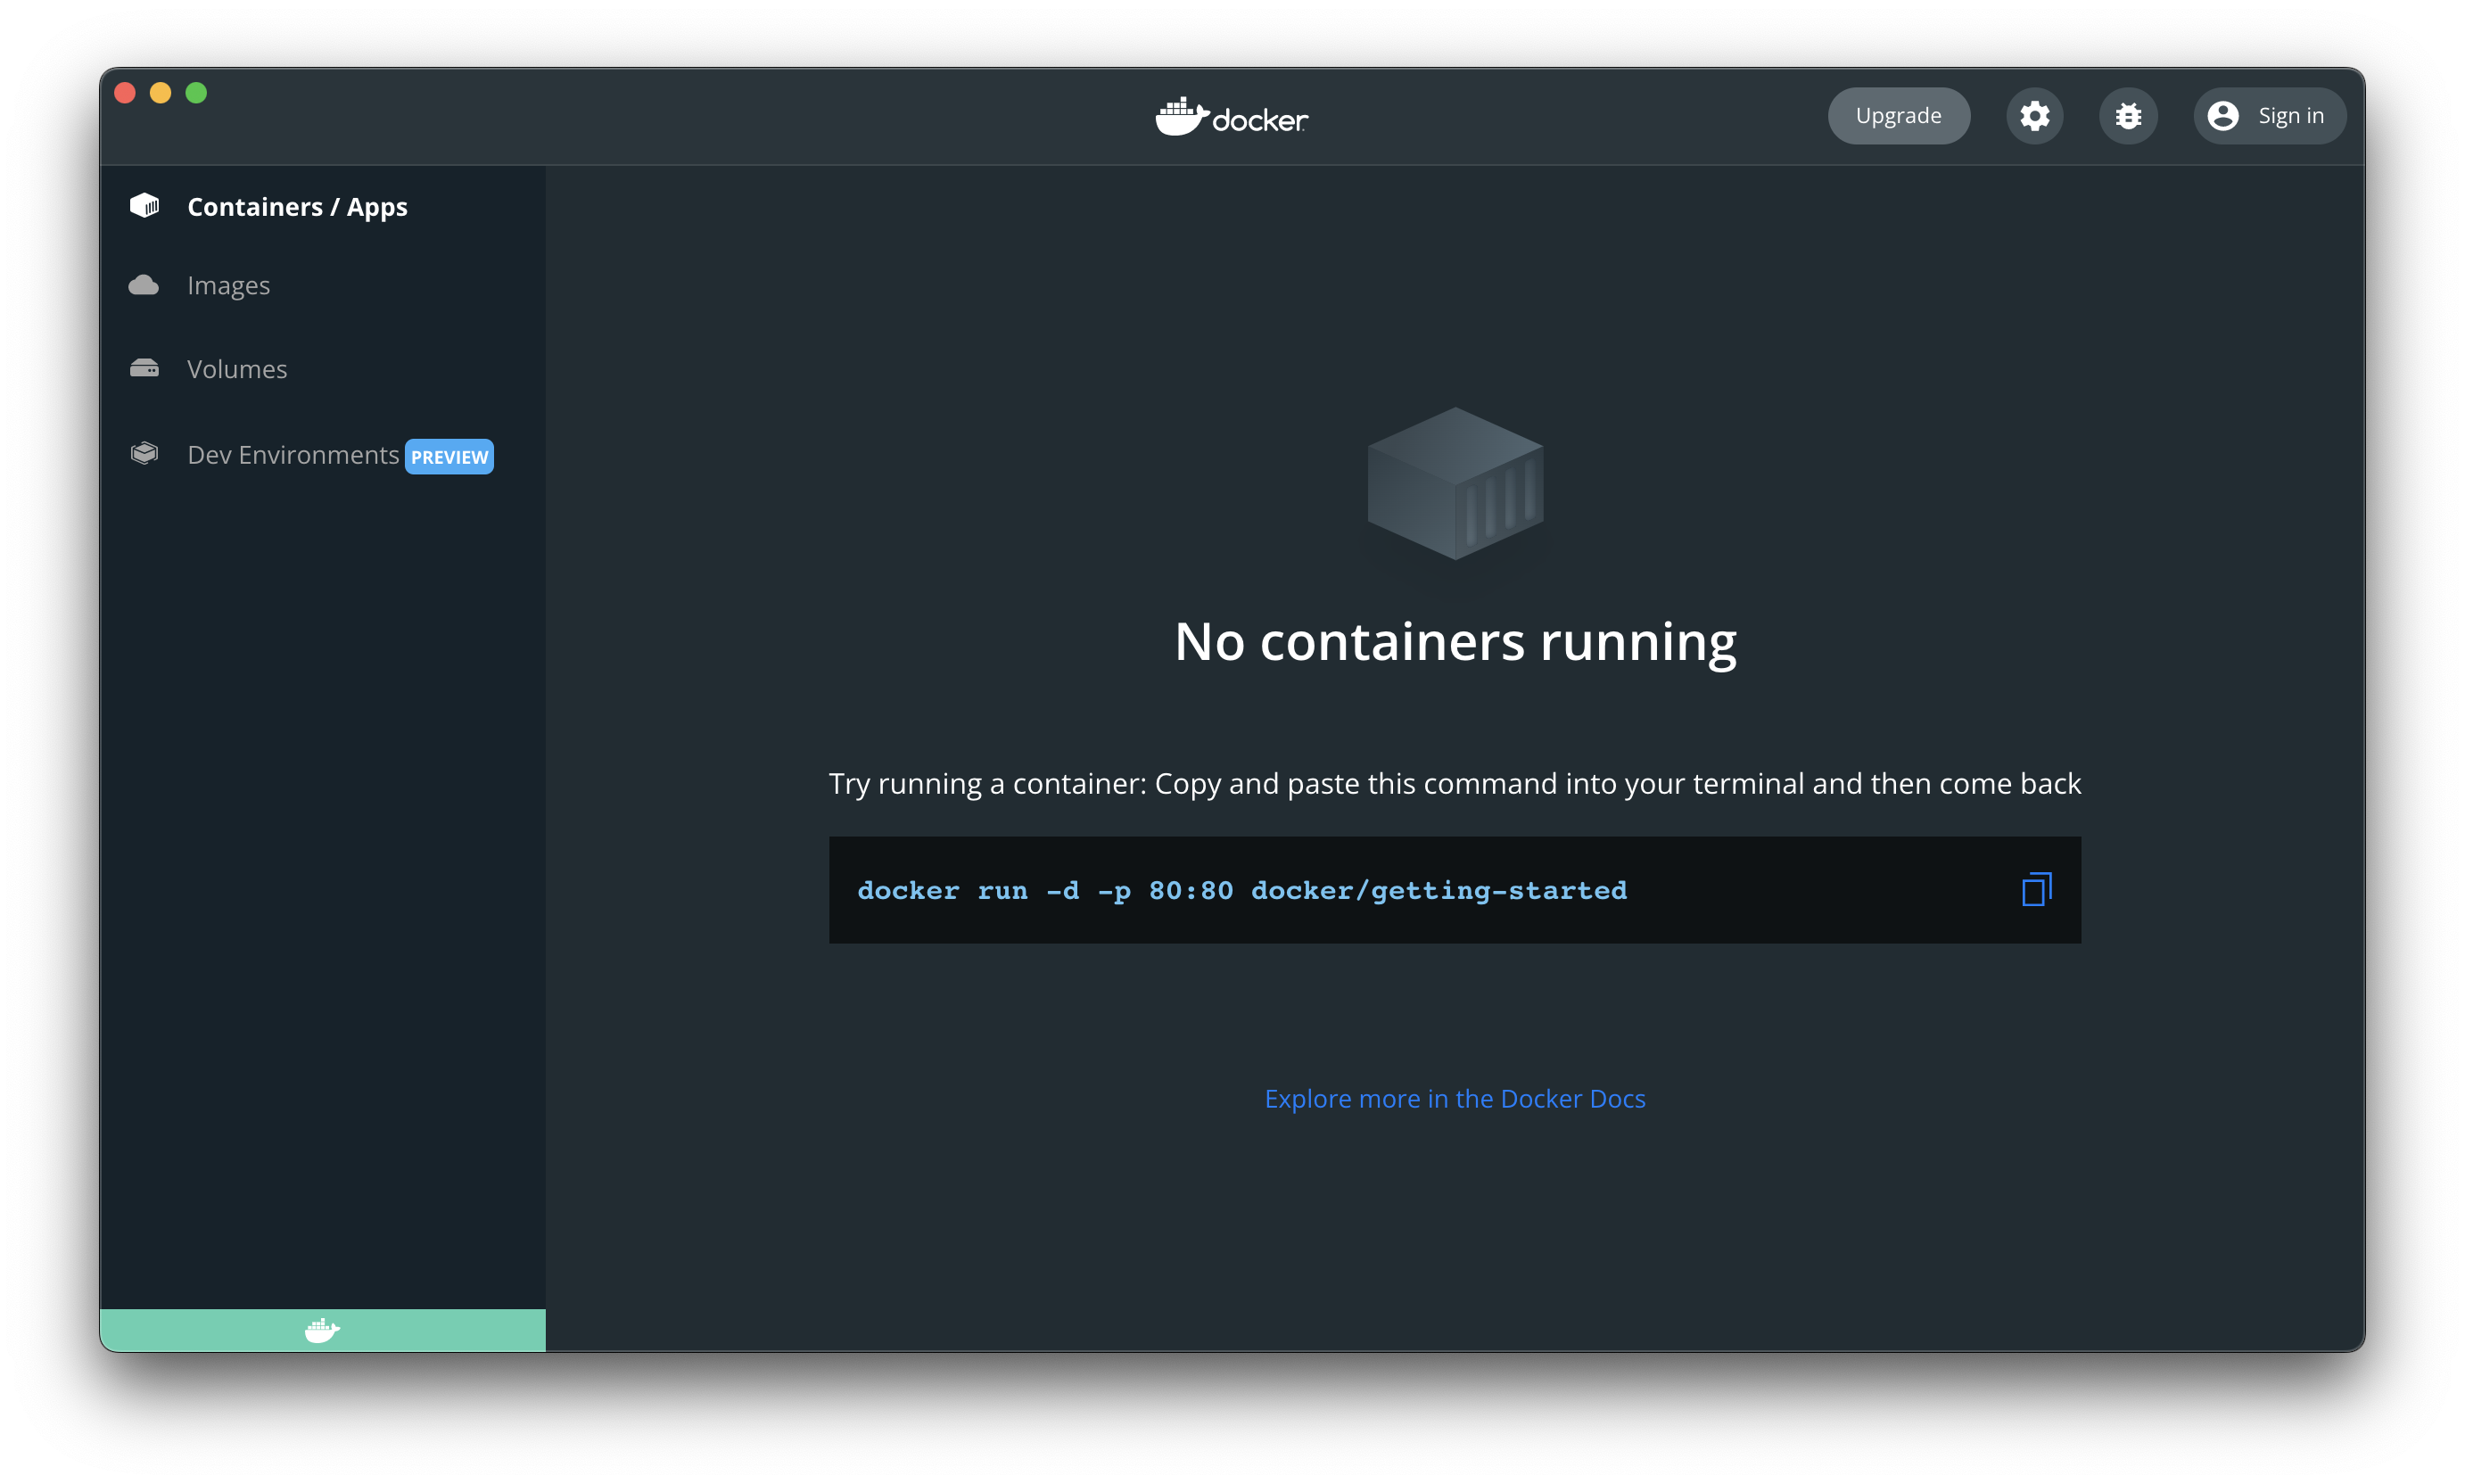 docker
Upgrade
Sign in
Containers / Apps
Images
Volumes
Dev Environments PREVIEW
No containers running
Try running a container: Copy and paste this command into your terminal and then come back
docker run -d -p 80:80 docker/getting-started
Explore more in the Docker Docs